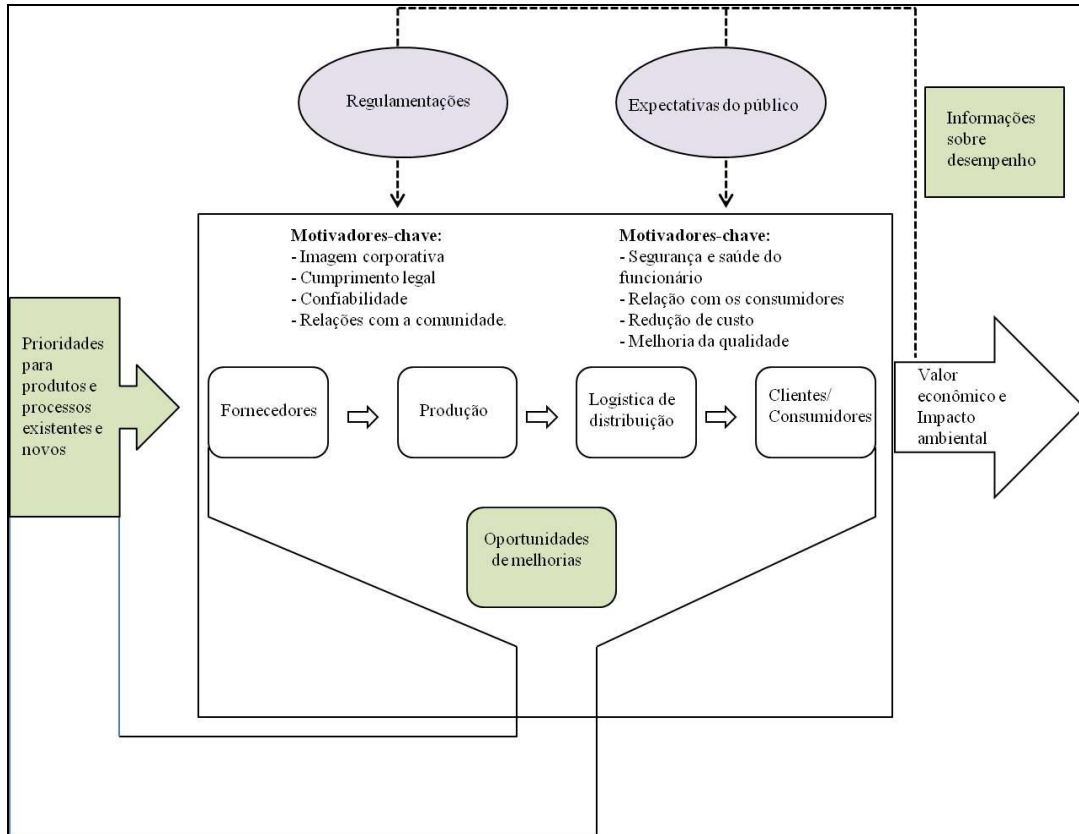 Regulamentações
Expectativas do público
Informações
sobre
desempenho
Motivadores-chave:
- Imagem corporativa
- Cumprimento legal
- Confiabilidade
- Relações com a comunidade.
Motivadores-chave:
- Segurança e saúde do
funcionário
- Relação com os consumidores
- Redução de custo
- Melhoria da qualidade
Prioridades
para
produtos e
processos
existentes e
novos
Fornecedores
Produção
Logística de
distribuição
Clientes/
Consumidores
Valor
econômico e
Impacto
ambiental
Oportunidades
de melhorias